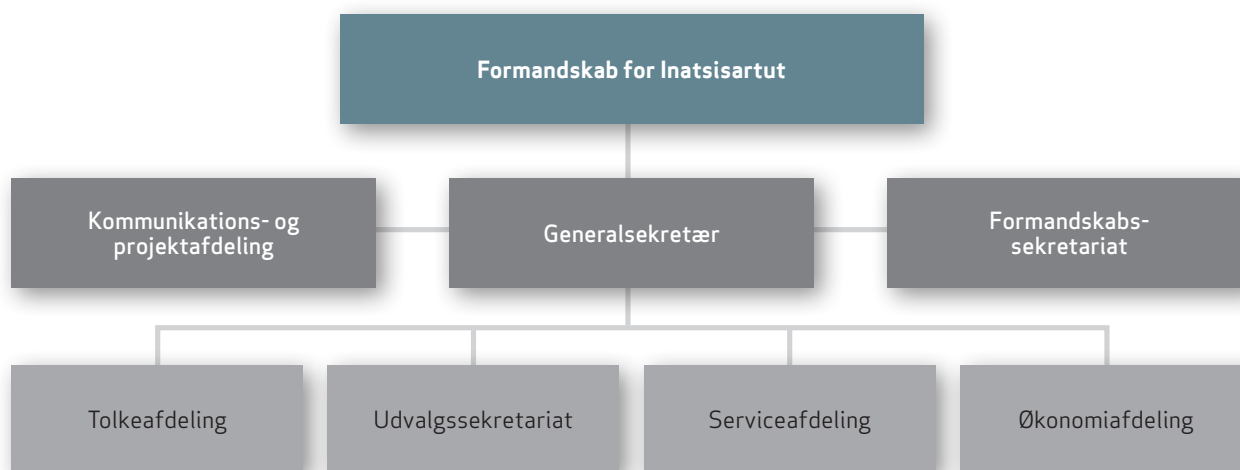 Formandskab for Inatsisartut
Kommunikations- og
projektafdeling
Generalsekretær
Formandskabs-
sekretariat
Tolkeafdeling
Udvalgssekretariat
Serviceafdeling
Økonomiafdeling